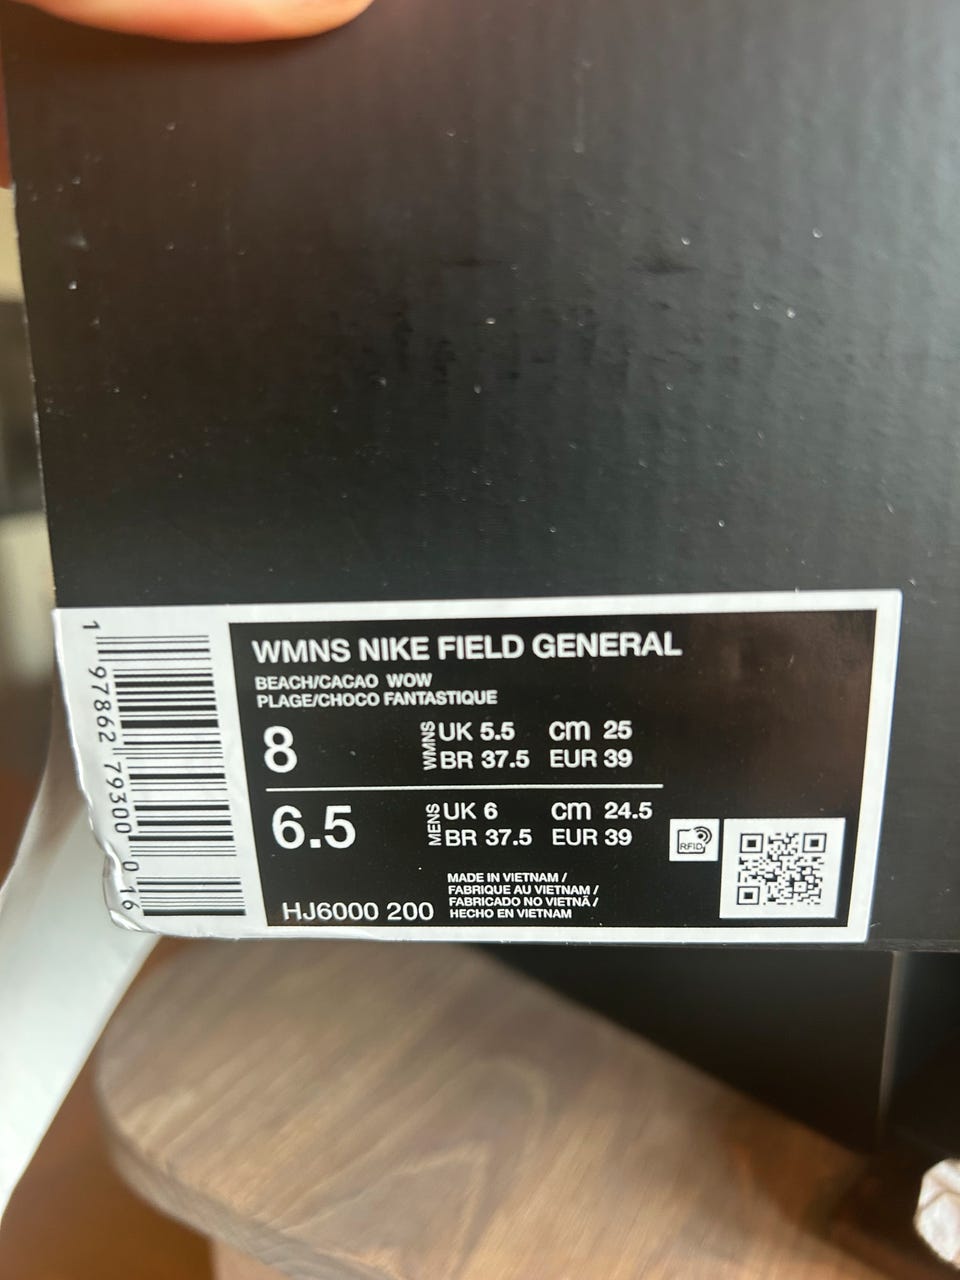 WMNS NIKE FIELD GENERAL
BEACH/CACAO WOW
PLAGE/CHOCO FANTASTIQUE
8 WMNS UK 5.5 cm 25
BR 37.5 EUR 39
6.5 MENS UK 6 cm 24.5
BR 37.5 EUR 39
RFID
MADE IN VIETNAM /
FABRIQUE AU VIETNAM /
FABRICADO NO VIETNÃ /
HECHO EN VIETNAM
HJ6000 200
1 97862 79300 0 16